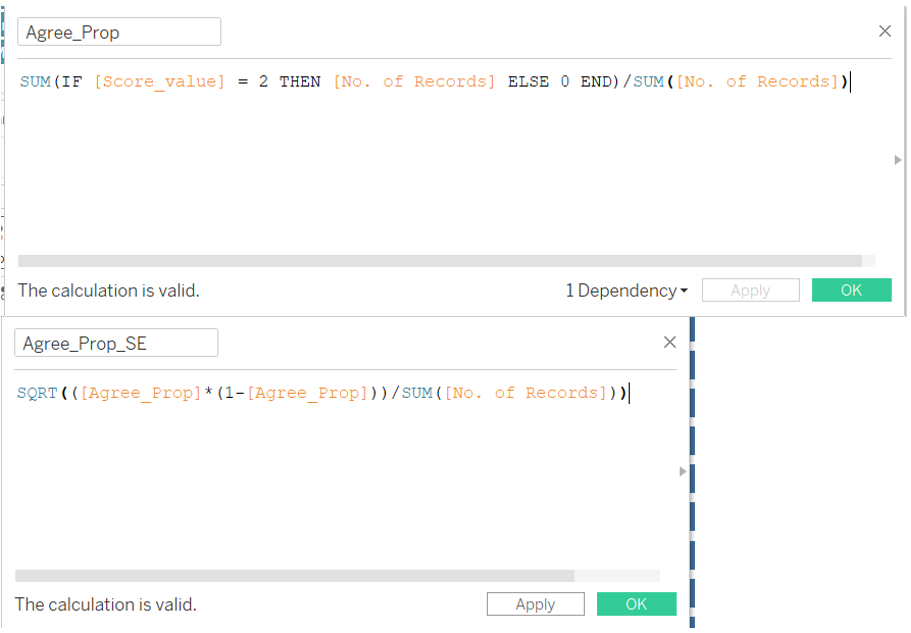 Agree_Prop
SUM(IF [Score_value] = 2 THEN [No. of Records] ELSE 0 END)/SUM([No. of Records])
The calculation is valid.
1 Dependency
Apply
OK
Agree_Prop_SE
SQRT(([Agree_Prop]*(1-[Agree_Prop]))/SUM([No. of Records]))
The calculation is valid.
Apply
OK